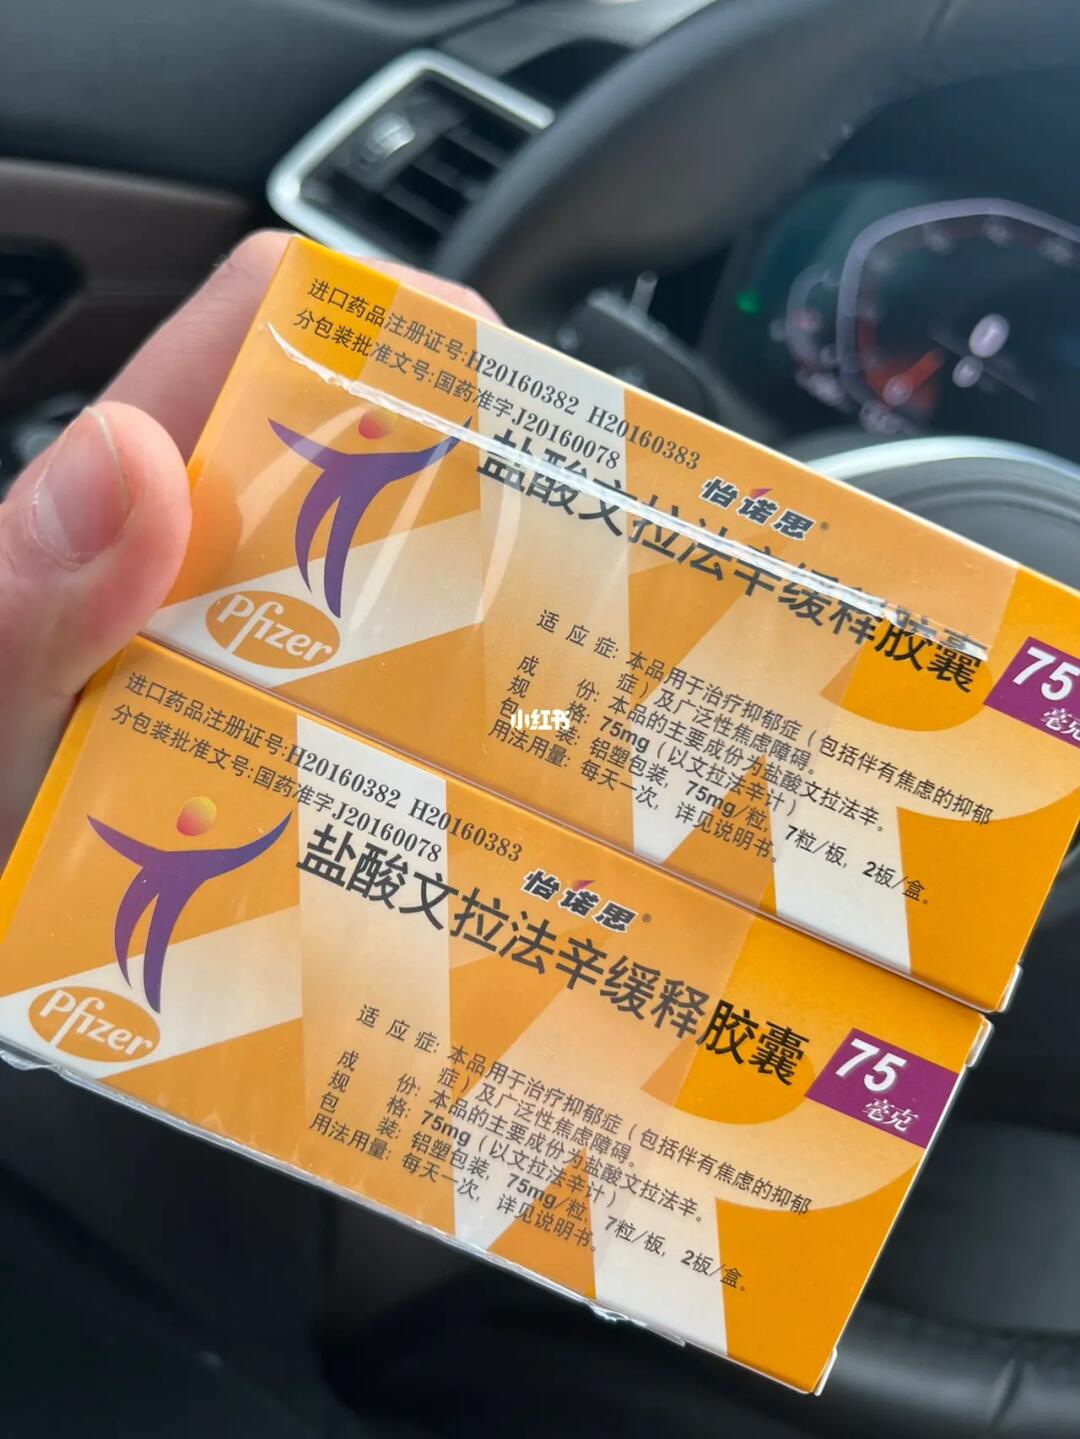 进口药品注册证号:H20160382 H20160383
分包装批准文号:国药准字J20160078
怡诺思®
盐酸文拉法辛缓释胶囊
75
毫克
Pfizer
适应症: 本品用于治疗抑郁症（包括伴有焦虑的抑郁
症）及广泛性焦虑障碍。
成份: 本品的主要成份为盐酸文拉法辛。
规格: 75mg（以文拉法辛计）
包装: 铝塑包装, 75mg/粒, 7粒/板, 2板/盒。
用法用量: 每天一次, 详见说明书。
小红书
进口药品注册证号:H20160382 H20160383
分包装批准文号:国药准字J20160078
怡诺思®
盐酸文拉法辛缓释胶囊
75
毫克
Pfizer
适应症: 本品用于治疗抑郁症（包括伴有焦虑的抑郁
症）及广泛性焦虑障碍。
成份: 本品的主要成份为盐酸文拉法辛。
规格: 75mg（以文拉法辛计）
包装: 铝塑包装, 75mg/粒, 7粒/板, 2板/盒。
用法用量: 每天一次, 详见说明书。